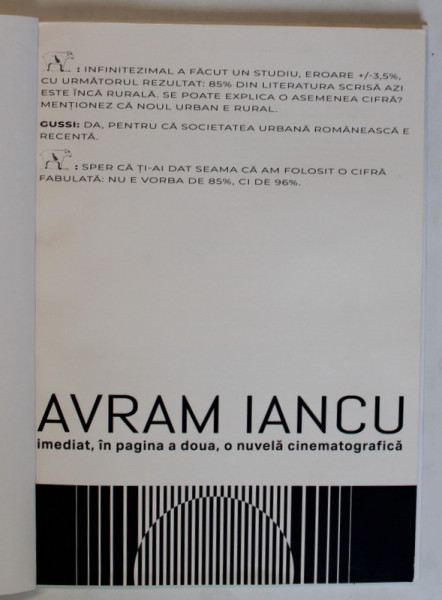 : INFINITEZIMAL A FĂCUT UN STUDIU, EROARE +/-3,5%,
CU URMĂTORUL REZULTAT: 85% DIN LITERATURA SCRISĂ AZI
ESTE ÎNCĂ RURALĂ. SE POATE EXPLICA O ASEMENEA CIFRĂ?
MENȚIONEZ CĂ NOUL URBAN E RURAL.
GUSSI: DA, PENTRU CĂ SOCIETATEA URBANĂ ROMÂNEASCĂ E
RECENTĂ.
: SPER CĂ ȚI-AI DAT SEAMA CĂ AM FOLOSIT O CIFRĂ
FABULATĂ: NU E VORBA DE 85%, CI DE 96%.
AVRAM IANCU
imediat, în pagina a doua, o nuvelă cinematografică